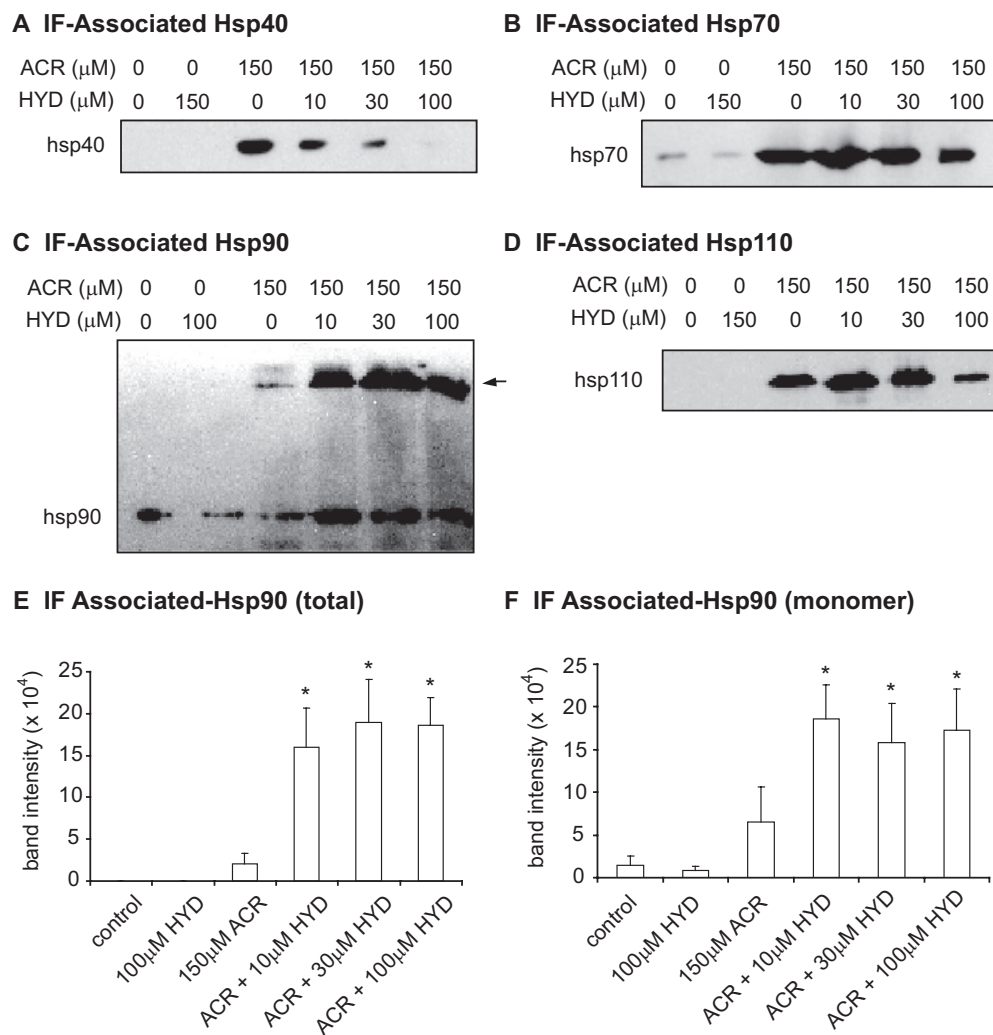 A IF-Associated Hsp40
ACR (μM) 0 0 150 150 150 150
HYD (μM) 0 150 0 10 30 100
hsp40
B IF-Associated Hsp70
ACR (μM) 0 0 150 150 150 150
HYD (μM) 0 150 0 10 30 100
hsp70
C IF-Associated Hsp90
ACR (μM) 0 0 150 150 150 150
HYD (μM) 0 100 0 10 30 100
hsp90
D IF-Associated Hsp110
ACR (μM) 0 0 150 150 150 150
HYD (μM) 0 150 0 10 30 100
hsp110
E IF Associated-Hsp90 (total)
band intensity (x 10⁴)
25
20
15
10
5
0
* * *
control
100μM HYD
150μM ACR
ACR + 10μM HYD
ACR + 30μM HYD
ACR + 100μM HYD
F IF Associated-Hsp90 (monomer)
band intensity (x 10⁴)
25
20
15
10
5
0
* * *
control
100μM HYD
150μM ACR
ACR + 10μM HYD
ACR + 30μM HYD
ACR + 100μM HYD